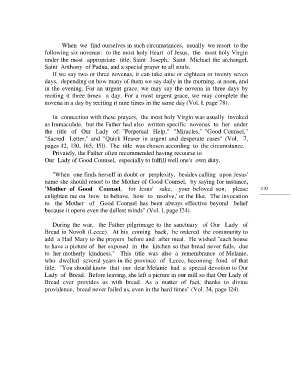 When we find ourselves in such circumstances, usually we resort to the
following six novenas: to the most holy Heart of Jesus, the most holy Virgin
under the most appropriate title, Saint Joseph, Saint Michael the archangel,
Saint Anthony of Padua, and a special prayer to all souls.
If we say two or three novenas, it can take nine or eighteen or twenty seven
days, depending on how many of them we say daily in the morning, at noon, and
in the evening. For an urgent grace, we may say the novena in three days by
reciting it three times a day. For a most urgent grace, we may complete the
novena in a day by reciting it nine times in the same day (Vol. I, page 78).
In connection with these prayers, the most holy Virgin was usually invoked
as Immaculate, but the Father had also written specific novenas to her under
the title of Our Lady of: "Perpetual Help," "Miracles," "Good Counsel,"
"Sacred Letter," and "Quick Hearer in urgent and desperate cases" (Vol. 7,
pages 42, 130, 165, 151). The title was chosen according to the circumstance.
Privately, the Father often recommended having recourse to
Our Lady of Good Counsel, especially to fulfill well one's own duty.
"When one finds herself in doubt or perplexity, besides calling upon Jesus'
name she should resort to the Mother of Good Counsel, by saying for instance,
'Mother of Good Counsel, for Jesus' sake, your beloved son, please
enlighten me on how to behave, how to resolve,' or the like. The invocation
to the Mother of Good Counsel has been always effective beyond belief
because it opens even the dullest minds" (Vol. 1, page 124).
During the war, the Father pilgrimage to the sanctuary of Our Lady of
Bread in Novoli (Lecce). At his coming back, he ordered the community to
add a Hail Mary to the prayers before and after meal. He wished "each house
to have a picture of her exposed in the kitchen so that bread never fails, due
to her motherly kindness." This title was also a remembrance of Melanie,
who dwelled several years in the province of Lecce, becoming fond of that
title. "You should know that our dear Melanie had a special devotion to Our
Lady of Bread. Before leaving, she left a picture in our mill so that Our Lady of
Bread ever provides us with bread. As a matter of fact, thanks to divine
providence, bread never failed us, even in the hard times" (Vol. 34, page 124).